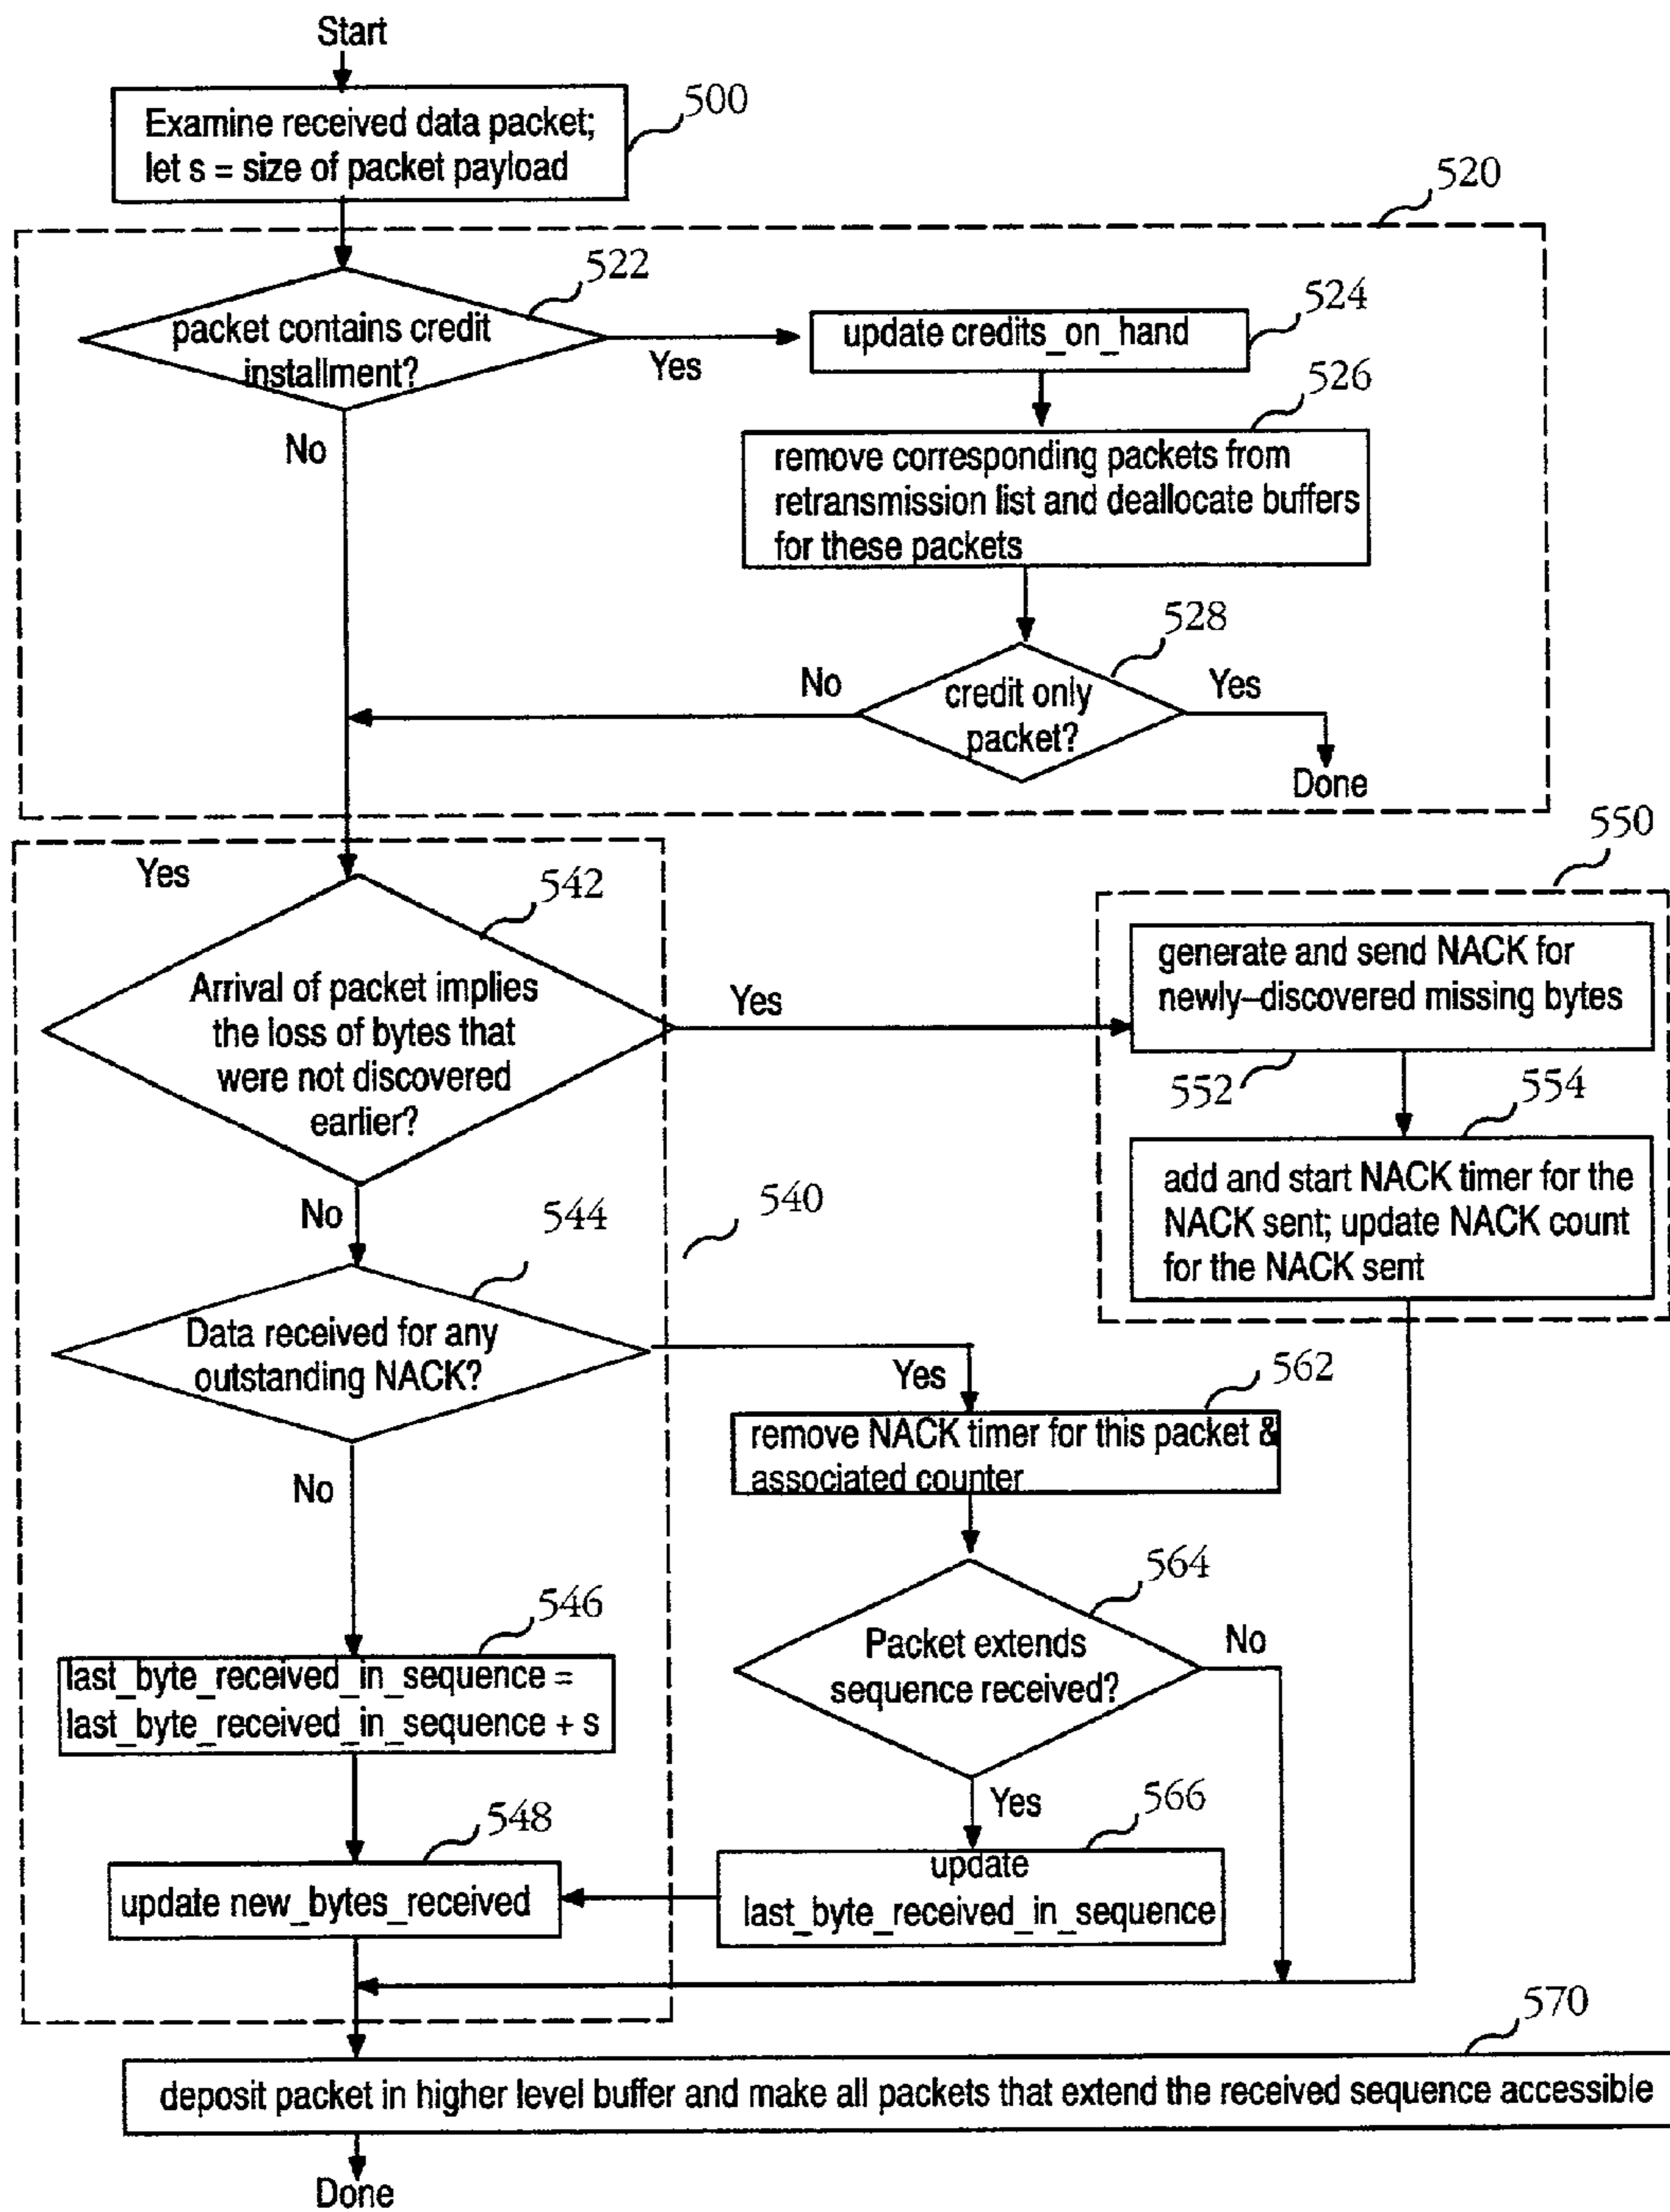 Start
500
Examine received data packet;
let s = size of packet payload
520
522
packet contains credit
installment?
Yes
No
524
update credits_on_hand
526
remove corresponding packets from
retransmission list and deallocate buffers
for these packets
528
credit only
packet?
No
Yes
Done
550
Yes
542
Arrival of packet implies
the loss of bytes that
were not discovered
earlier?
Yes
No
generate and send NACK for
newly–discovered missing bytes
552
554
add and start NACK timer for the
NACK sent; update NACK count
for the NACK sent
540
544
Data received for any
outstanding NACK?
Yes
No
562
remove NACK timer for this packet &
associated counter
564
Packet extends
sequence received?
No
Yes
546
last_byte_received_in_sequence =
last_byte_received_in_sequence + s
548
update new_bytes_received
566
update
last_byte_received_in_sequence
570
deposit packet in higher level buffer and make all packets that extend the received sequence accessible
Done